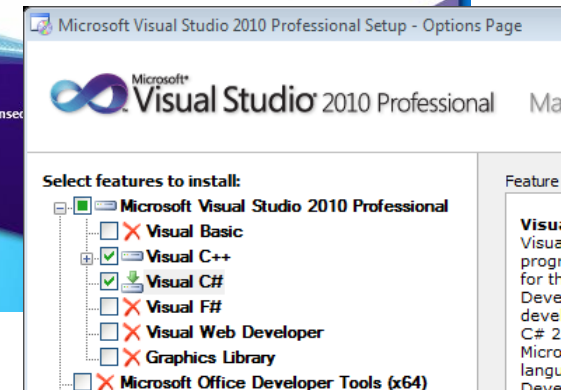 Microsoft Visual Studio 2010 Professional Setup - Options Page
Microsoft®
Visual Studio® 2010 Professional
Select features to install:
Microsoft Visual Studio 2010 Professional
Visual Basic
Visual C++
Visual C#
Visual F#
Visual Web Developer
Graphics Library
Microsoft Office Developer Tools (x64)
Feature
for
C#